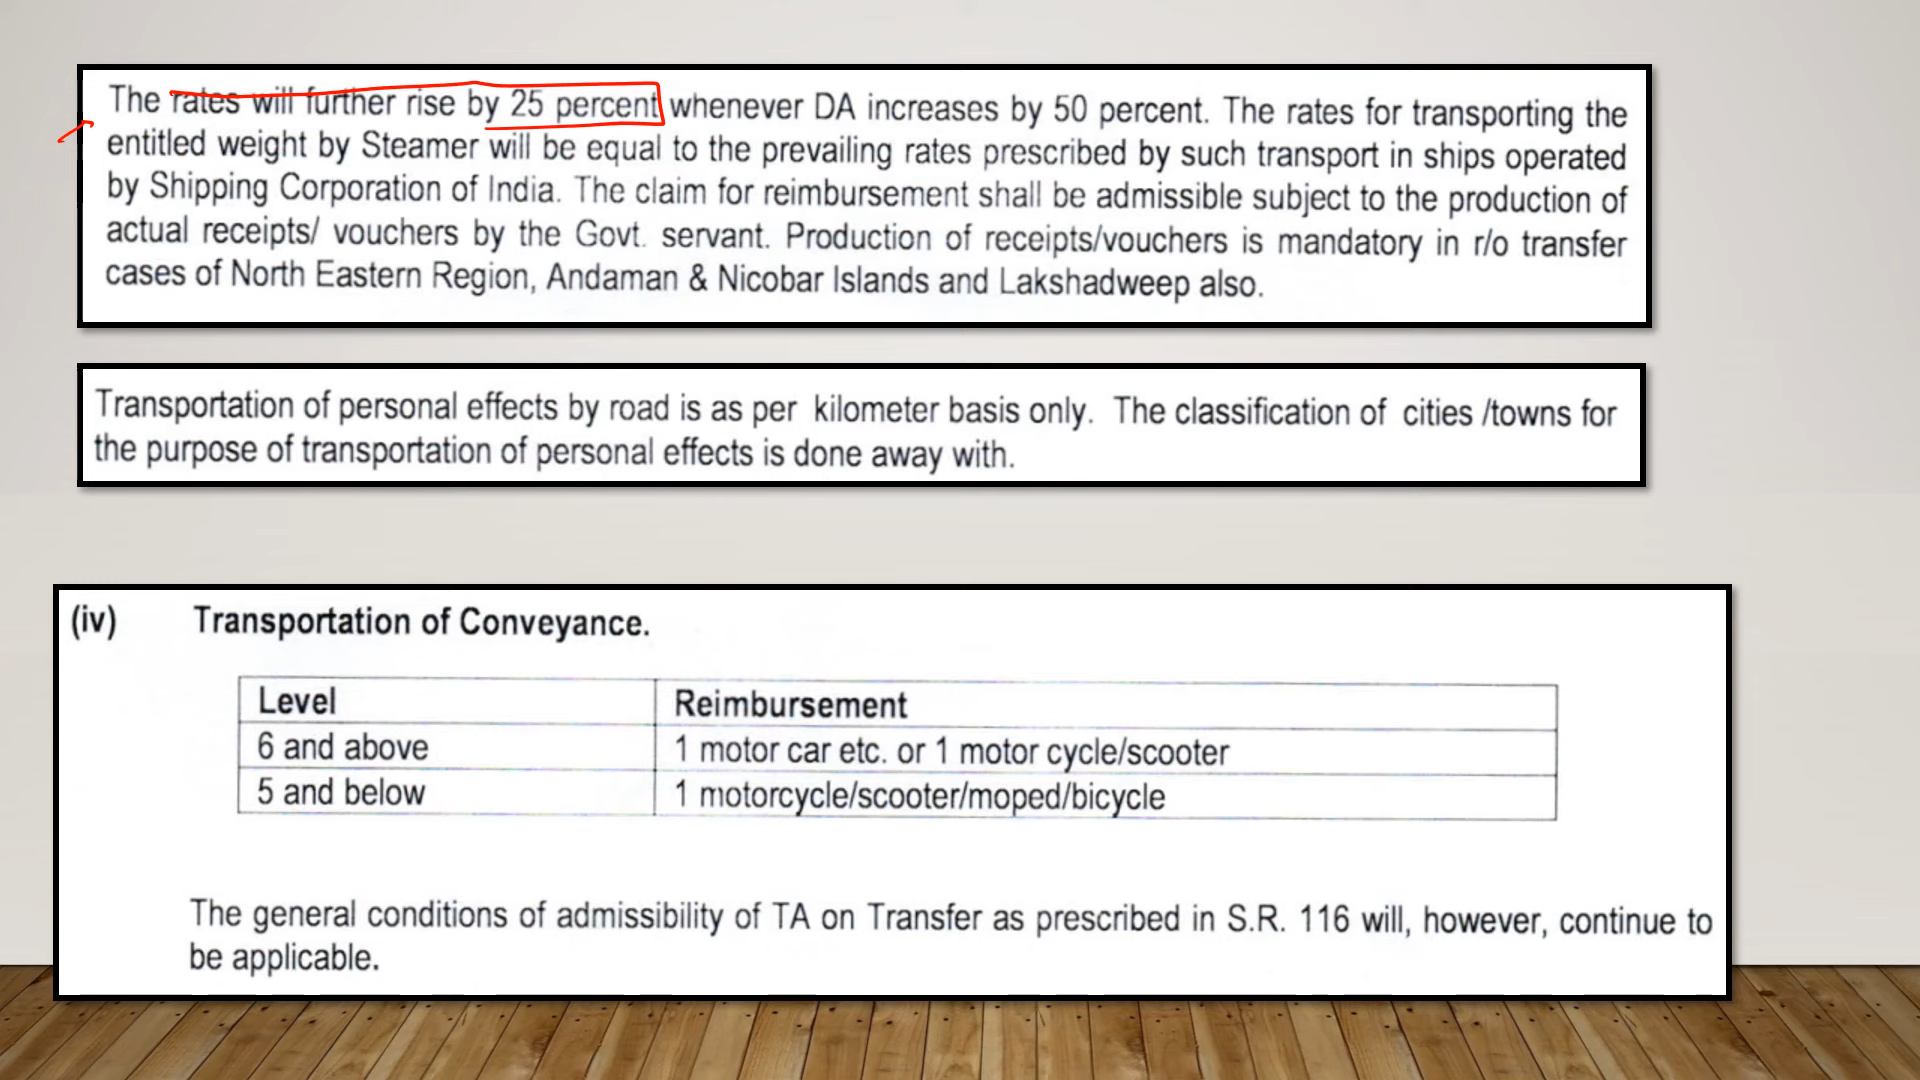 The rates will further rise by 25 percent whenever DA increases by 50 percent. The rates for transporting the
entitled weight by Steamer will be equal to the prevailing rates prescribed by such transport in ships operated
by Shipping Corporation of India. The claim for reimbursement shall be admissible subject to the production of
actual receipts/ vouchers by the Govt. servant. Production of receipts/vouchers is mandatory in r/o transfer
cases of North Eastern Region, Andaman & Nicobar Islands and Lakshadweep also.
Transportation of personal effects by road is as per kilometer basis only. The classification of cities /towns for
the purpose of transportation of personal effects is done away with.
(iv) Transportation of Conveyance.
Level Reimbursement
6 and above 1 motor car etc. or 1 motor cycle/scooter
5 and below 1 motorcycle/scooter/moped/bicycle
The general conditions of admissibility of TA on Transfer as prescribed in S.R. 116 will, however, continue to
be applicable.